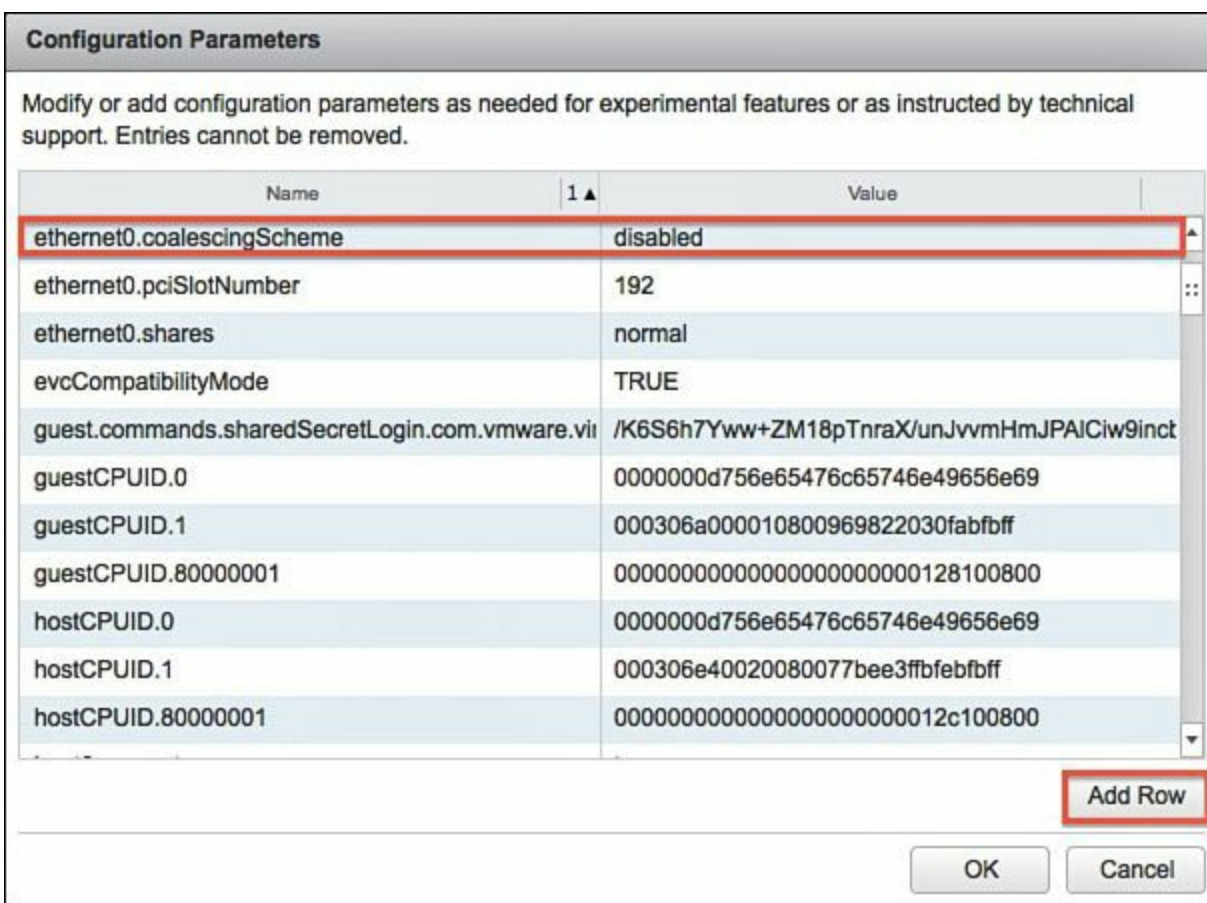 Configuration Parameters
Modify or add configuration parameters as needed for experimental features or as instructed by technical
support. Entries cannot be removed.
Name 1 ▲ Value
ethernet0.coalescingScheme disabled
ethernet0.pciSlotNumber 192
ethernet0.shares normal
evcCompatibilityMode TRUE
guest.commands.sharedSecretLogin.com.vmware.vii /K6S6h7Yww+ZM18pTnraX/unJvvmHmJPAlCiw9inct
guestCPUID.0 0000000d756e65476c65746e49656e69
guestCPUID.1 000306a000010800969822030fabfbff
guestCPUID.80000001 00000000000000000000000128100800
hostCPUID.0 0000000d756e65476c65746e49656e69
hostCPUID.1 000306e40020080077bee3ffbfebfbff
hostCPUID.80000001 0000000000000000000000012c100800
Add Row
OK Cancel